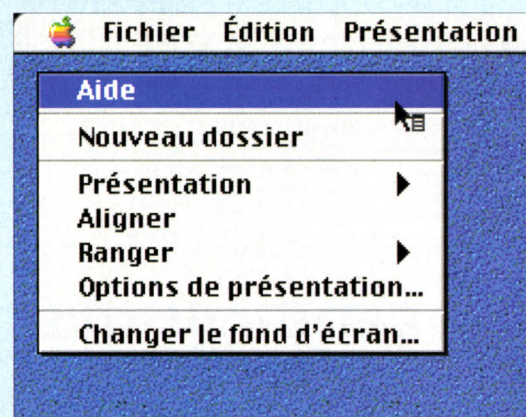 Fichier Édition Présentation
Aide
Nouveau dossier
Présentation
Aligner
Ranger
Options de présentation...
Changer le fond d'écran...